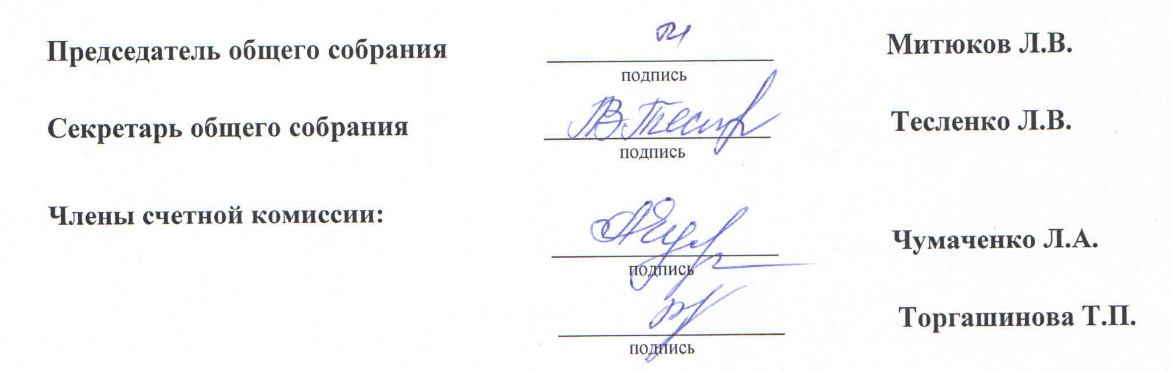 Председатель общего собрания Митюков Л.В.
подпись
Секретарь общего собрания Тесленко Л.В.
подпись
Члены счетной комиссии:
Чумаченко Л.А.
подпись
Торгашинова Т.П.
подпись